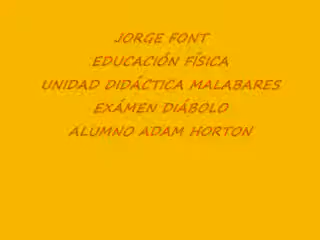 JORGE FONT
EDUCACIÓN FÍSICA
UNIDAD DIDÁCTICA MALABARES
EXÁMEN DIÁBOLO
ALUMNO ADAM HORTON